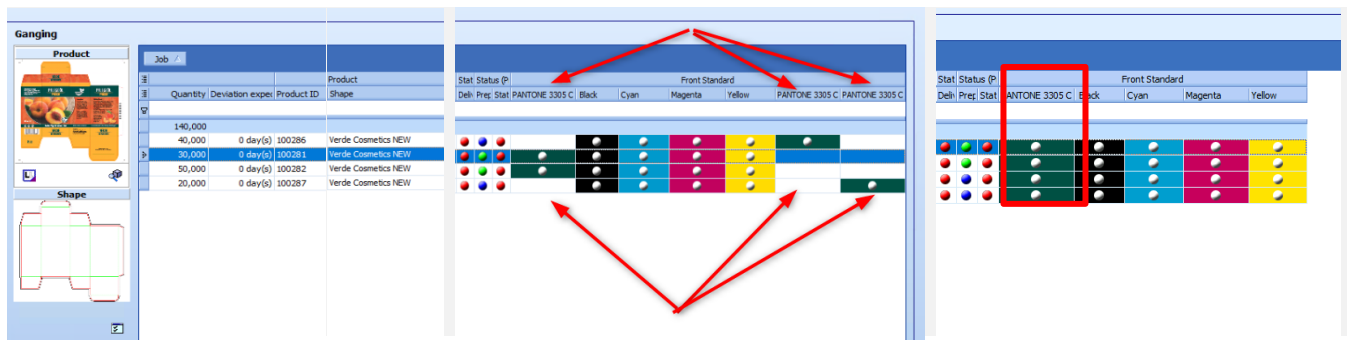 Ganging
Product
Shape
Job
Product
Quantity Deviation expec Product ID Shape
140,000
40,000 0 day(s) 100286 Verde Cosmetics NEW
30,000 0 day(s) 100281 Verde Cosmetics NEW
50,000 0 day(s) 100282 Verde Cosmetics NEW
20,000 0 day(s) 100287 Verde Cosmetics NEW
Stat Status (P Front Standard
Deliv Prep Stat PANTONE 3305 C Black Cyan Magenta Yellow PANTONE 3305 C PANTONE 3305 C
Stat Status (P Front Standard
Deliv Prep Stat PANTONE 3305 C Cyan Magenta Yellow